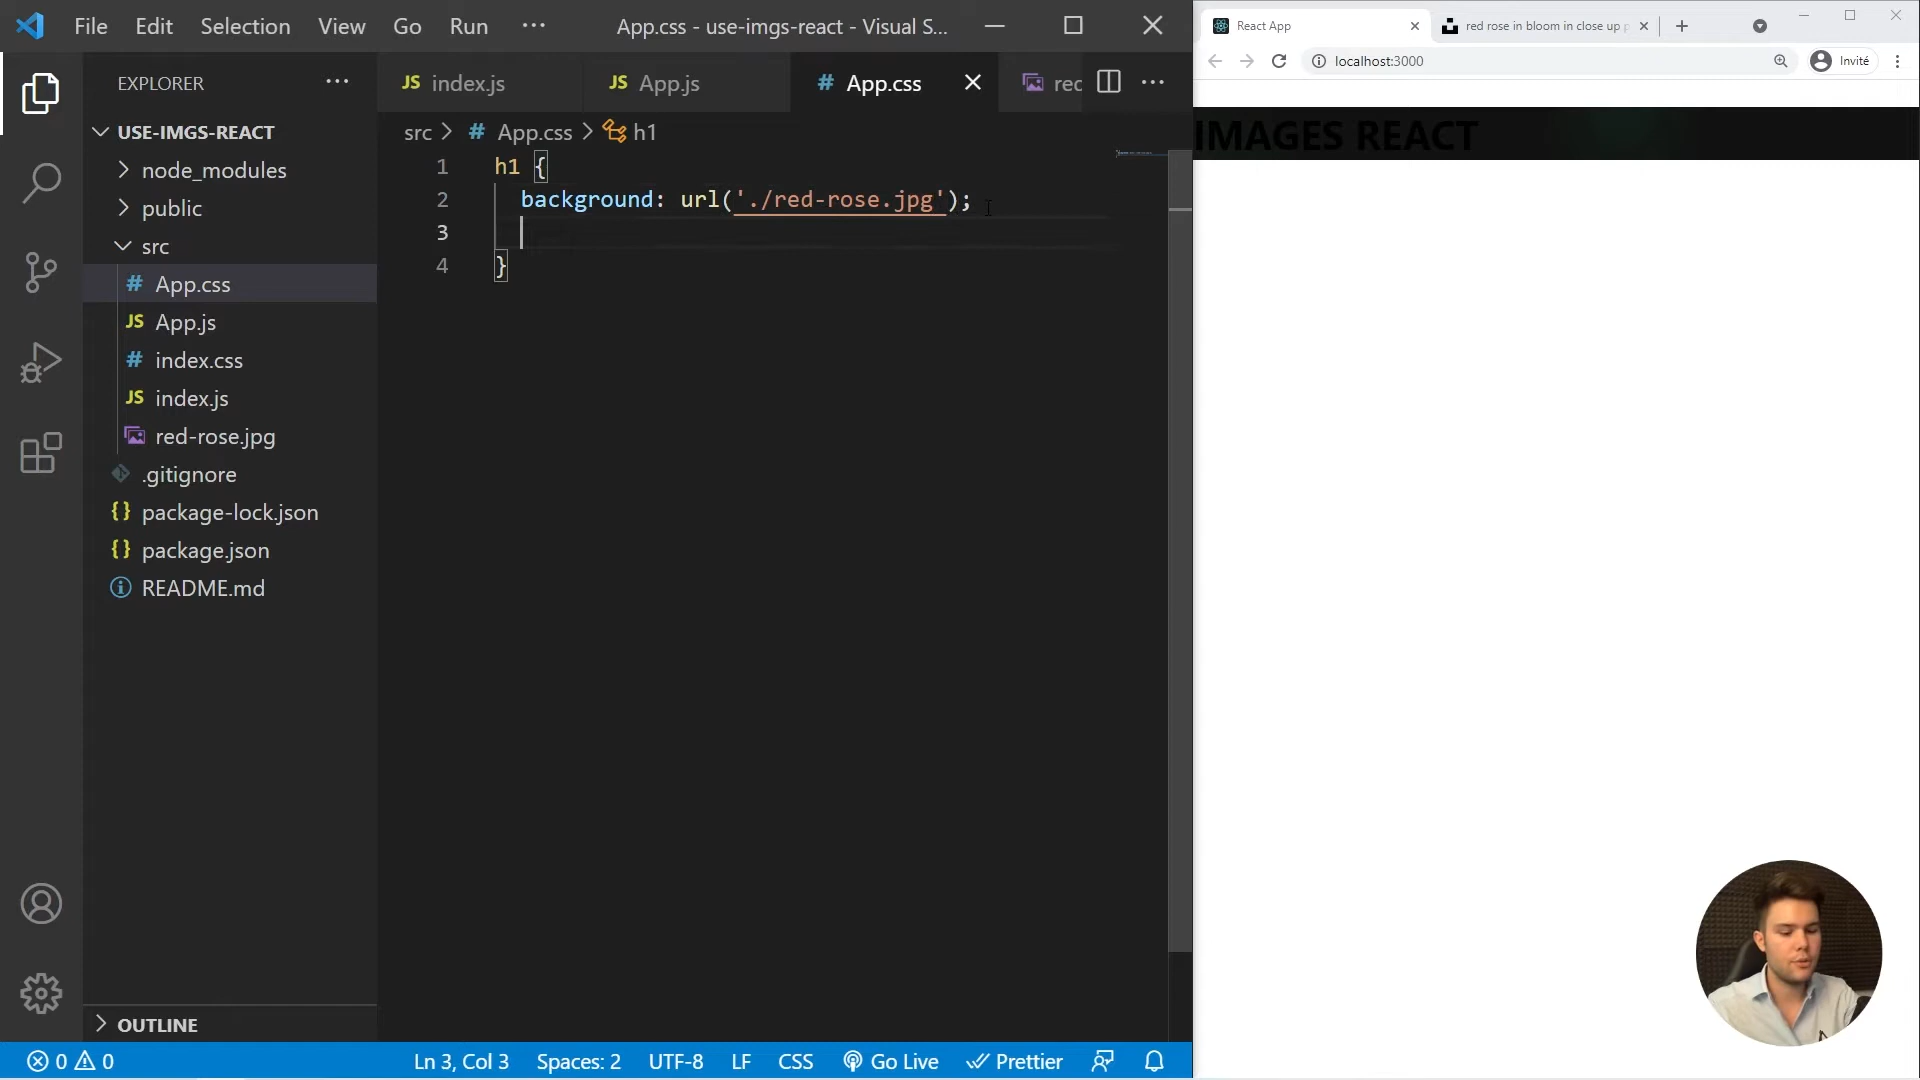 File Edit Selection View Go Run ··· App.css - use-imgs-react - Visual S...
EXPLORER ···
USE-IMGS-REACT
node_modules
public
src
# App.css
JS App.js
# index.css
JS index.js
red-rose.jpg
.gitignore
{} package-lock.json
{} package.json
README.md
OUTLINE
JS index.js JS App.js # App.css
src > # App.css > h1
1 h1 {
2 background: url('./red-rose.jpg');
3
4 }
0 0 Ln 3, Col 3 Spaces: 2 UTF-8 LF CSS Go Live Prettier
React App red rose in bloom in close up
localhost:3000 Invité
IMAGES REACT